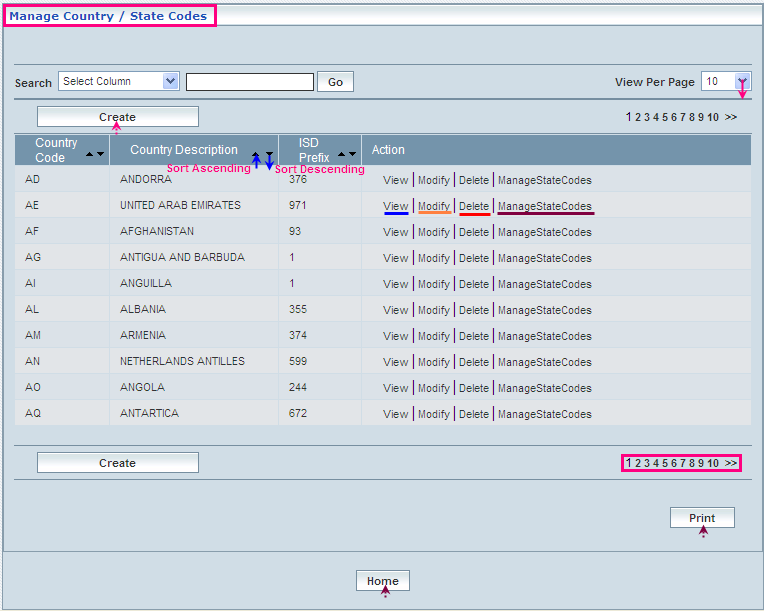 Manage Country / State Codes
Search Select Column Go View Per Page 10
Create 1 2 3 4 5 6 7 8 9 10 >>
Country Code Country Description ISD Prefix Action
Sort Ascending Sort Descending
AD ANDORRA 376 View Modify Delete ManageStateCodes
AE UNITED ARAB EMIRATES 971 View Modify Delete ManageStateCodes
AF AFGHANISTAN 93 View Modify Delete ManageStateCodes
AG ANTIGUA AND BARBUDA 1 View Modify Delete ManageStateCodes
AI ANGUILLA 1 View Modify Delete ManageStateCodes
AL ALBANIA 355 View Modify Delete ManageStateCodes
AM ARMENIA 374 View Modify Delete ManageStateCodes
AN NETHERLANDS ANTILLES 599 View Modify Delete ManageStateCodes
AO ANGOLA 244 View Modify Delete ManageStateCodes
AQ ANTARTICA 672 View Modify Delete ManageStateCodes
Create 1 2 3 4 5 6 7 8 9 10 >>
Print
Home